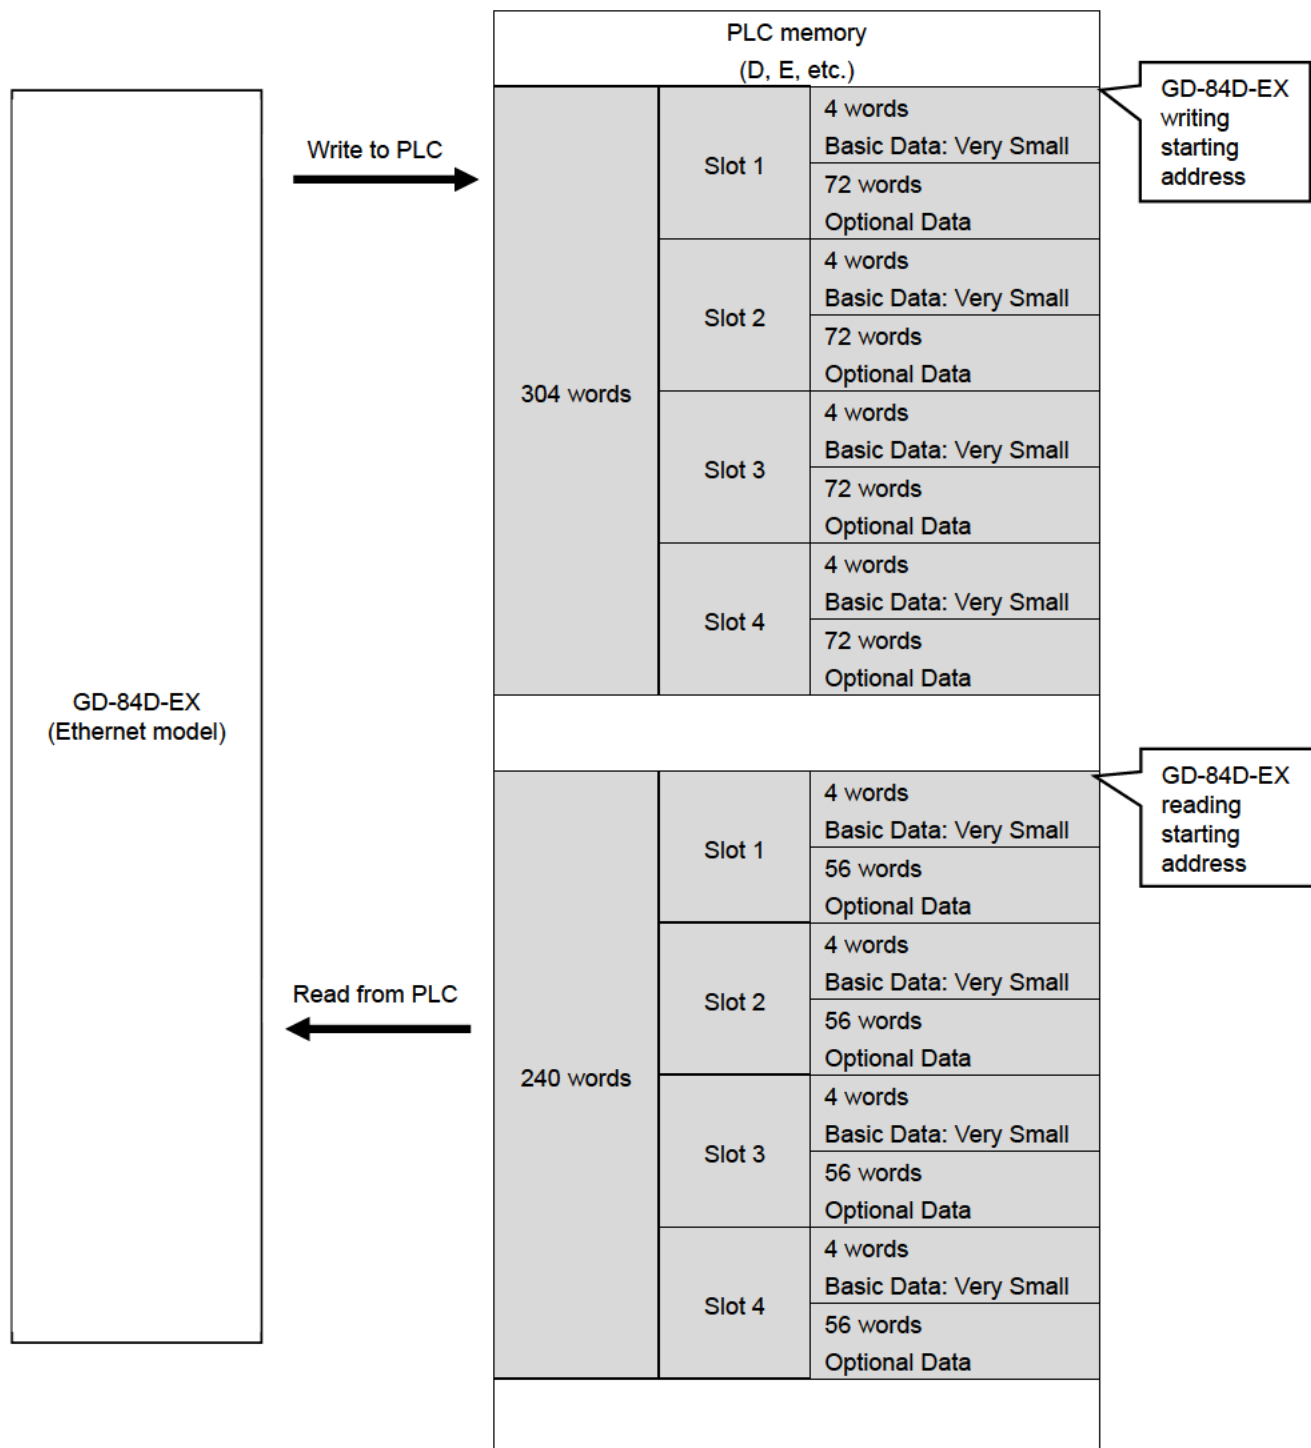 PLC memory
(D, E, etc.)
GD-84D-EX
writing
starting
address
Write to PLC
304 words
Slot 1
4 words
Basic Data: Very Small
72 words
Optional Data
Slot 2
4 words
Basic Data: Very Small
72 words
Optional Data
Slot 3
4 words
Basic Data: Very Small
72 words
Optional Data
Slot 4
4 words
Basic Data: Very Small
72 words
Optional Data
GD-84D-EX
(Ethernet model)
GD-84D-EX
reading
starting
address
Read from PLC
240 words
Slot 1
4 words
Basic Data: Very Small
56 words
Optional Data
Slot 2
4 words
Basic Data: Very Small
56 words
Optional Data
Slot 3
4 words
Basic Data: Very Small
56 words
Optional Data
Slot 4
4 words
Basic Data: Very Small
56 words
Optional Data